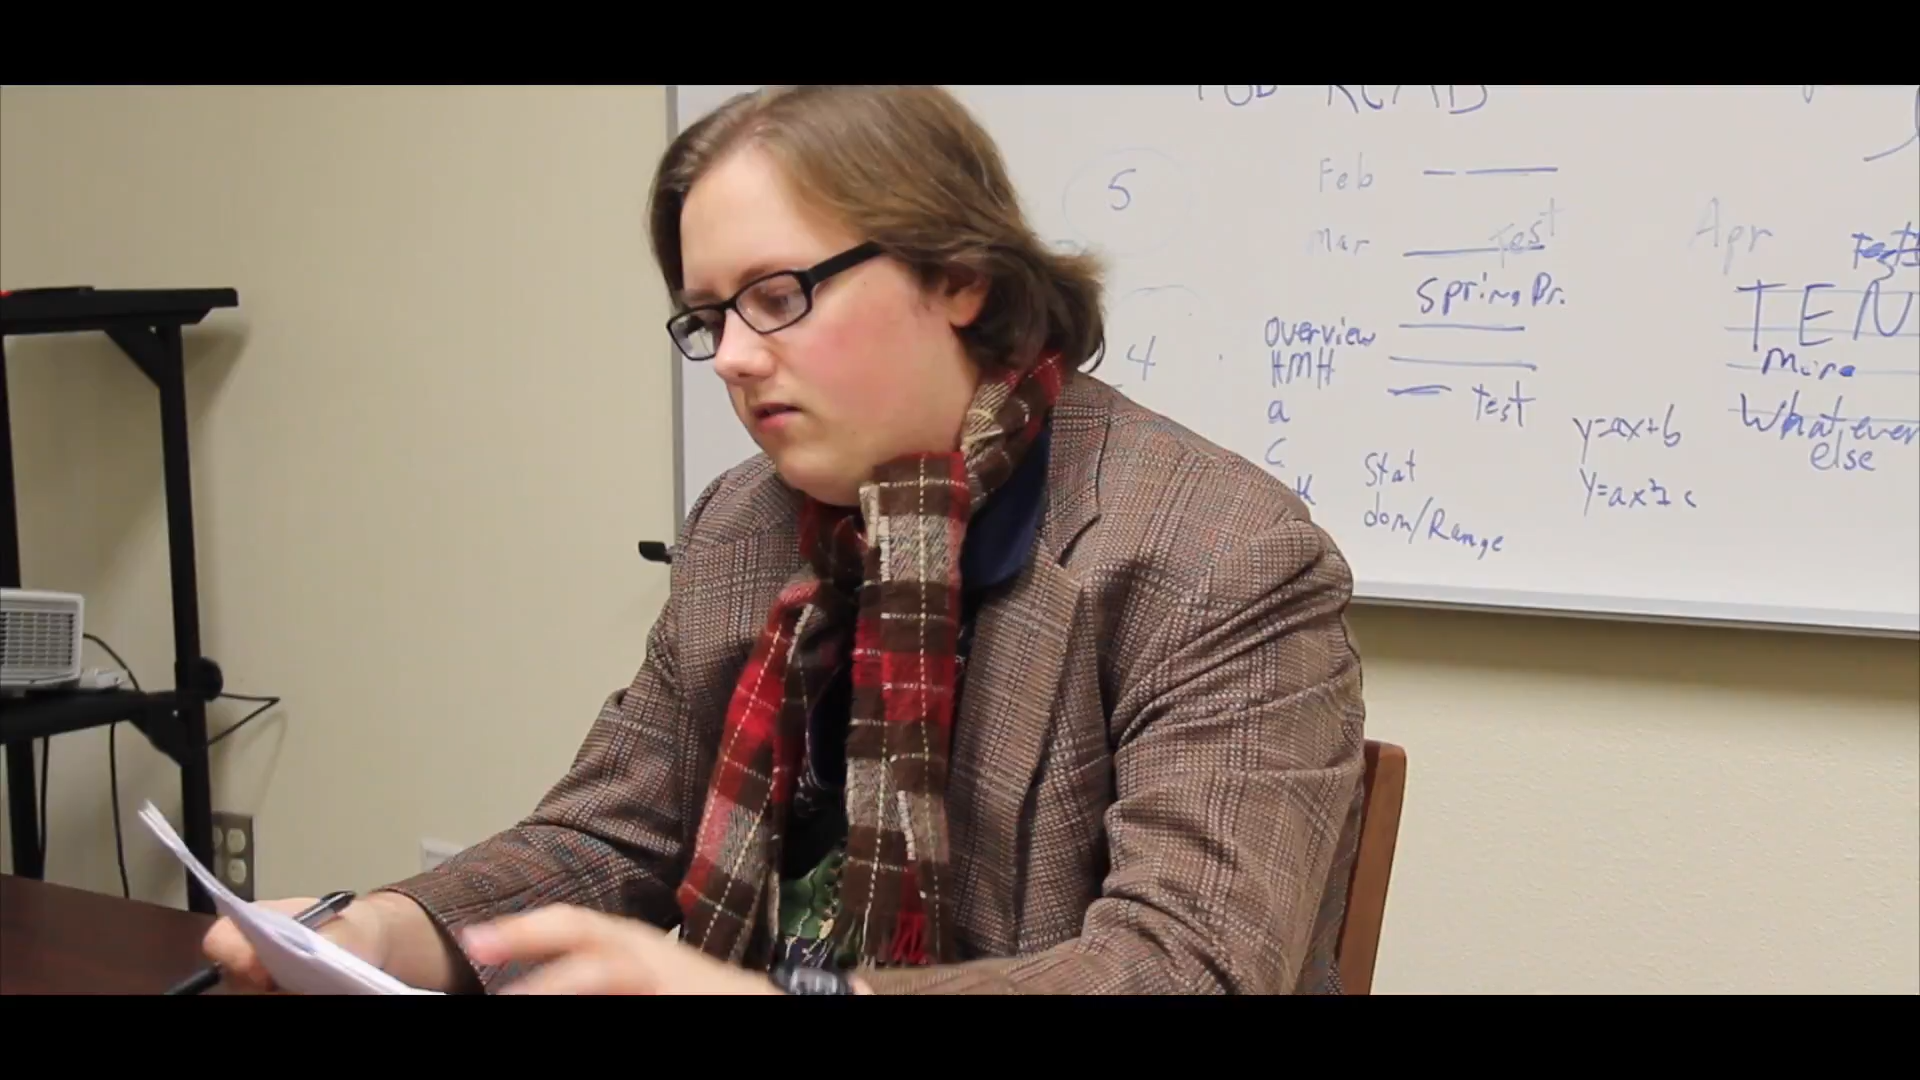 5
Feb
Mar Test
Spring Br.
4
Overview
HMH
a Test
c
Stat
dom/Range
y=ax+b
Apr
TEN
More
Whatever
else